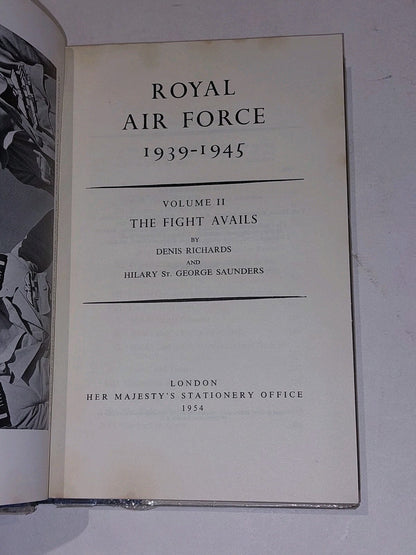 ROYAL
AIR FORCE
1939-1945
VOLUME II
THE FIGHT AVAILS
BY
DENIS RICHARDS
AND
HILARY ST. GEORGE SAUNDERS
LONDON
HER MAJESTY'S STATIONERY OFFICE
1954